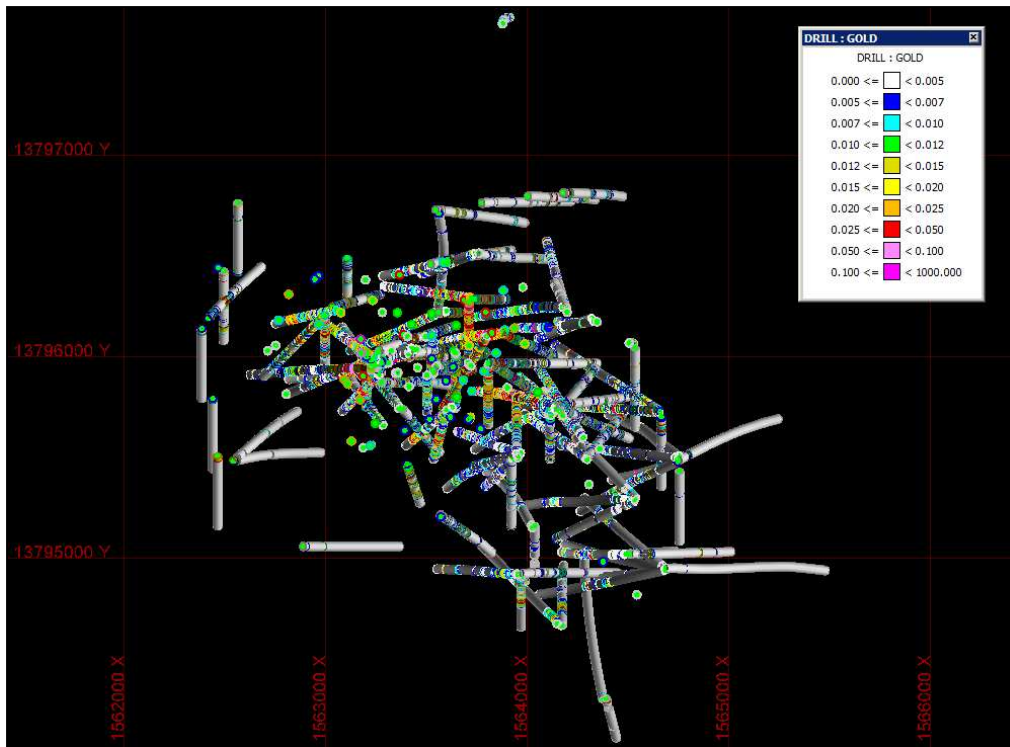 DRILL : GOLD
DRILL : GOLD
0.000 <= < 0.005
0.005 <= < 0.007
0.007 <= < 0.010
0.010 <= < 0.012
0.012 <= < 0.015
0.015 <= < 0.020
0.020 <= < 0.025
0.025 <= < 0.050
0.050 <= < 0.100
0.100 <= < 1000.000
13797000 Y
13796000 Y
13795000 Y
1562000 X
1563000 X
1564000 X
1565000 X
1566000 X